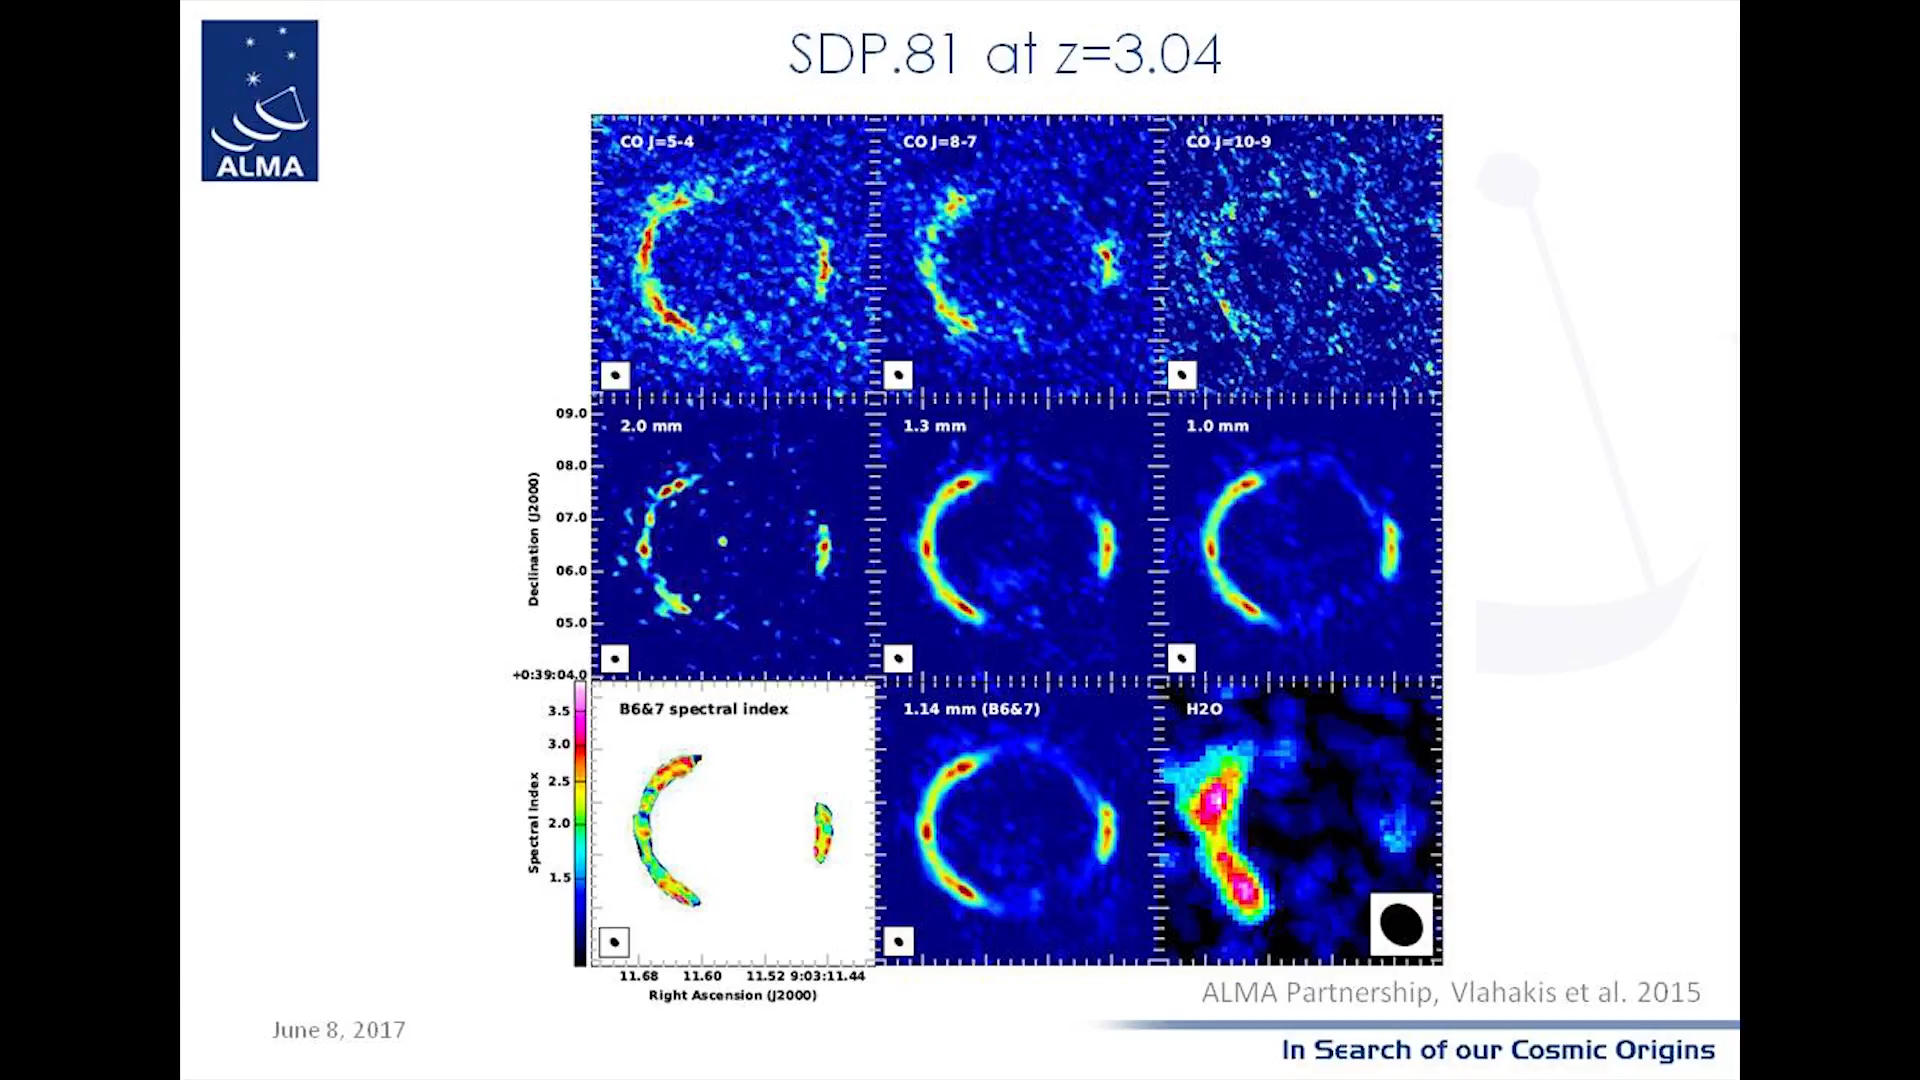 SDP.81 at z=3.04
ALMA
CO J=5-4
CO J=8-7
CO J=10-9
2.0 mm
1.3 mm
1.0 mm
09.0
08.0
07.0
06.0
05.0
+0:39:04.0
Declination (J2000)
B6&7 spectral index
1.14 mm (B6&7)
H2O
3.5
3.0
2.5
2.0
1.5
Spectral Index
11.68 11.60 11.52 9:03:11.44
Right Ascension (J2000)
ALMA Partnership, Vlahakis et al. 2015
June 8, 2017
In Search of our Cosmic Origins